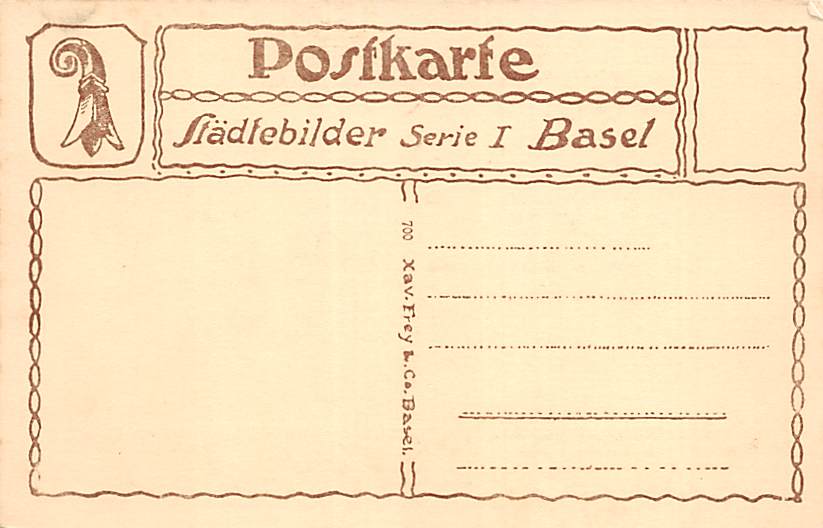 Postkarte
Städtebilder Serie I Basel
700 Xav. Frey & Co. Basel.